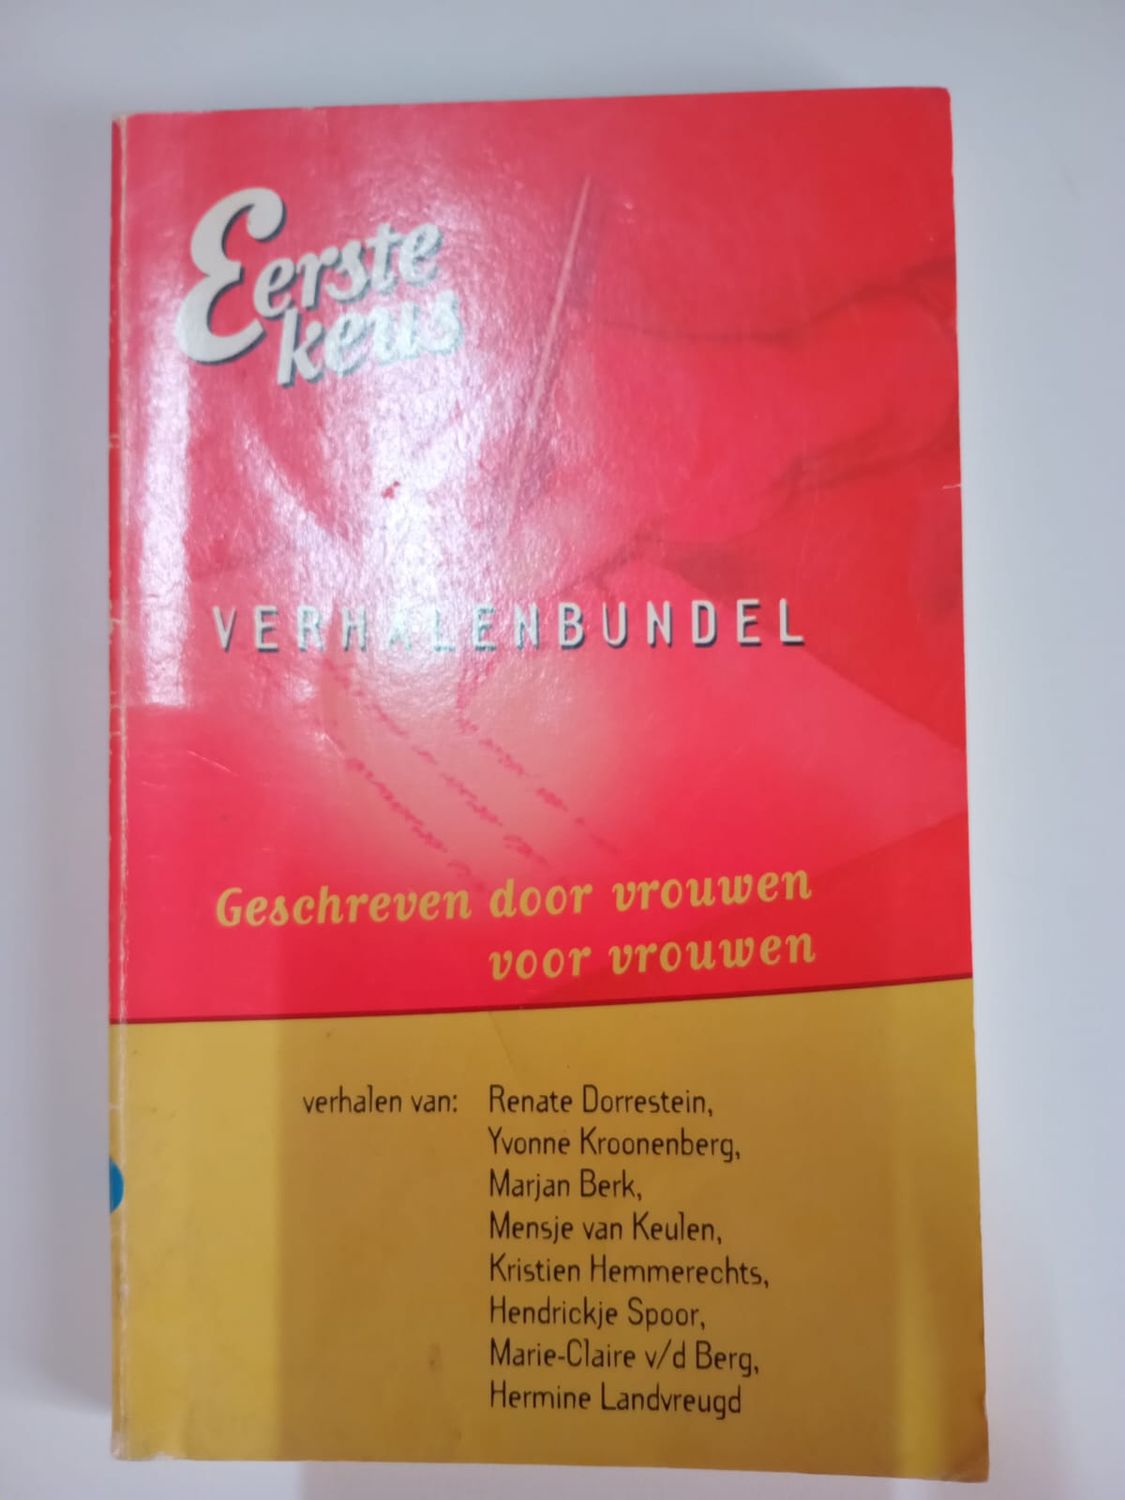 Eerste
keus
VERHALENBUNDEL
Geschreven door vrouwen
voor vrouwen
verhalen van: Renate Dorrestein,
Yvonne Kroonenberg,
Marjan Berk,
Mensje van Keulen,
Kristien Hemmerechts,
Hendrickje Spoor,
Marie-Claire v/d Berg,
Hermine Landvreugd